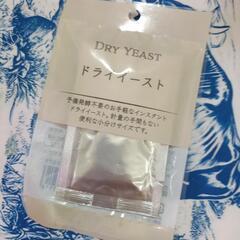 DRY YEAST
ドライイースト
予備発酵不要のお手軽なインスタント
ドライイースト。計量の手間もない
便利な小分けサイズです。